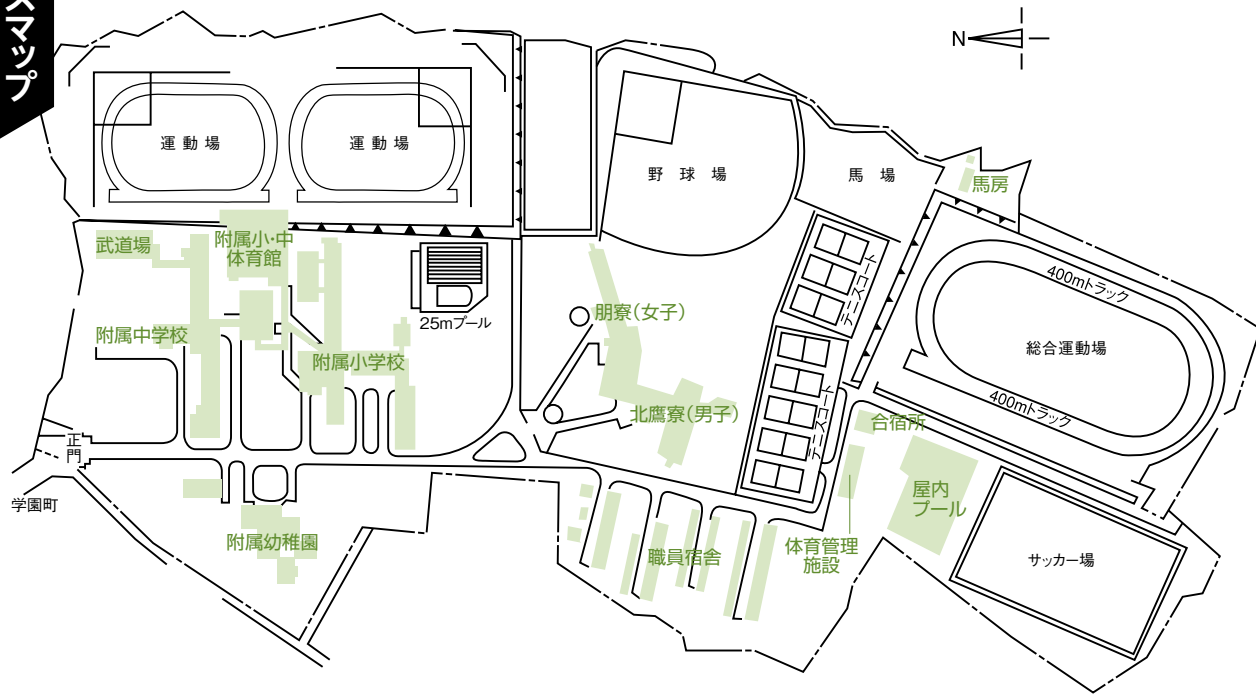 スマップ
N
運動場
運動場
野球場
馬場
馬房
武道場
附属小・中
体育館
テニスコート
400mトラック
総合運動場
400mトラック
25mプール
朋寮(女子)
附属中学校
附属小学校
北鷹寮(男子)
テニスコート
合宿所
正門
学園町
屋内
プール
附属幼稚園
職員宿舎
体育管理
施設
サッカー場